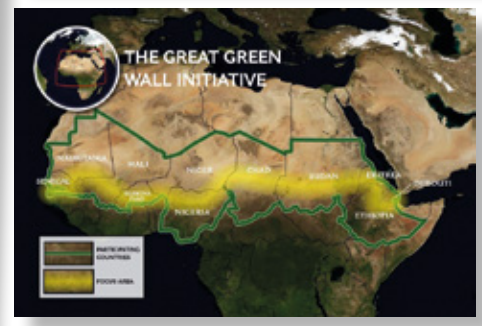 THE GREAT GREEN
WALL INITIATIVE
MAURITANIA
MALI
NIGER
CHAD
SUDAN
ERITREA
SENEGAL
BURKINA
FASO
DJIBOUTI
NIGERIA
ETHIOPIA
PARTICIPATING
COUNTRIES
FOCUS AREA